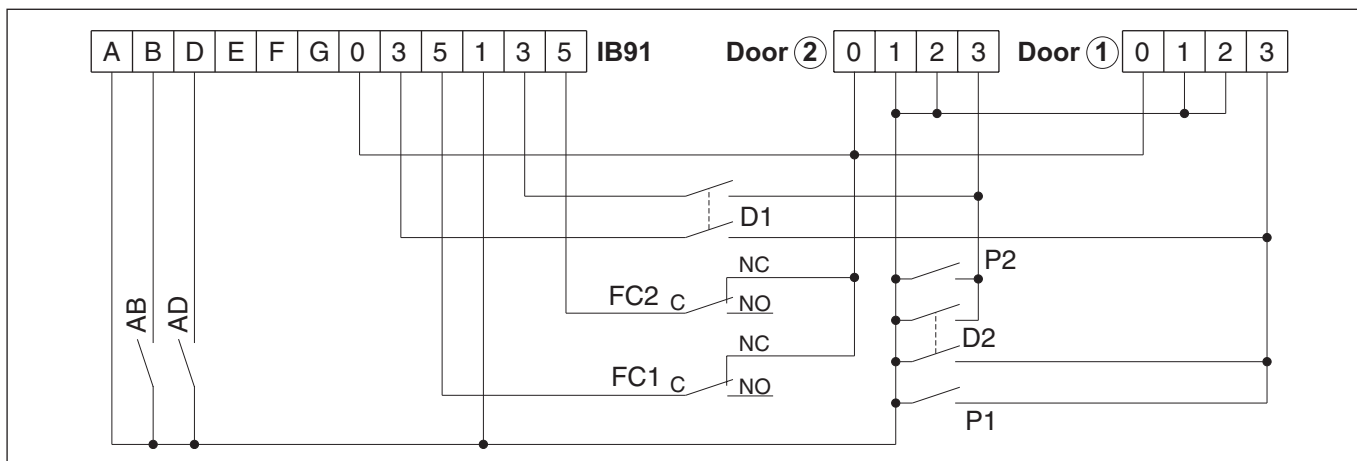 A B D E F G 0 3 5 1 3 5 IB91 Door 2 0 1 2 3 Door 1 0 1 2 3
D1
P2
NC
FC2 C NO
AB AD
D2
NC
FC1 C NO
P1